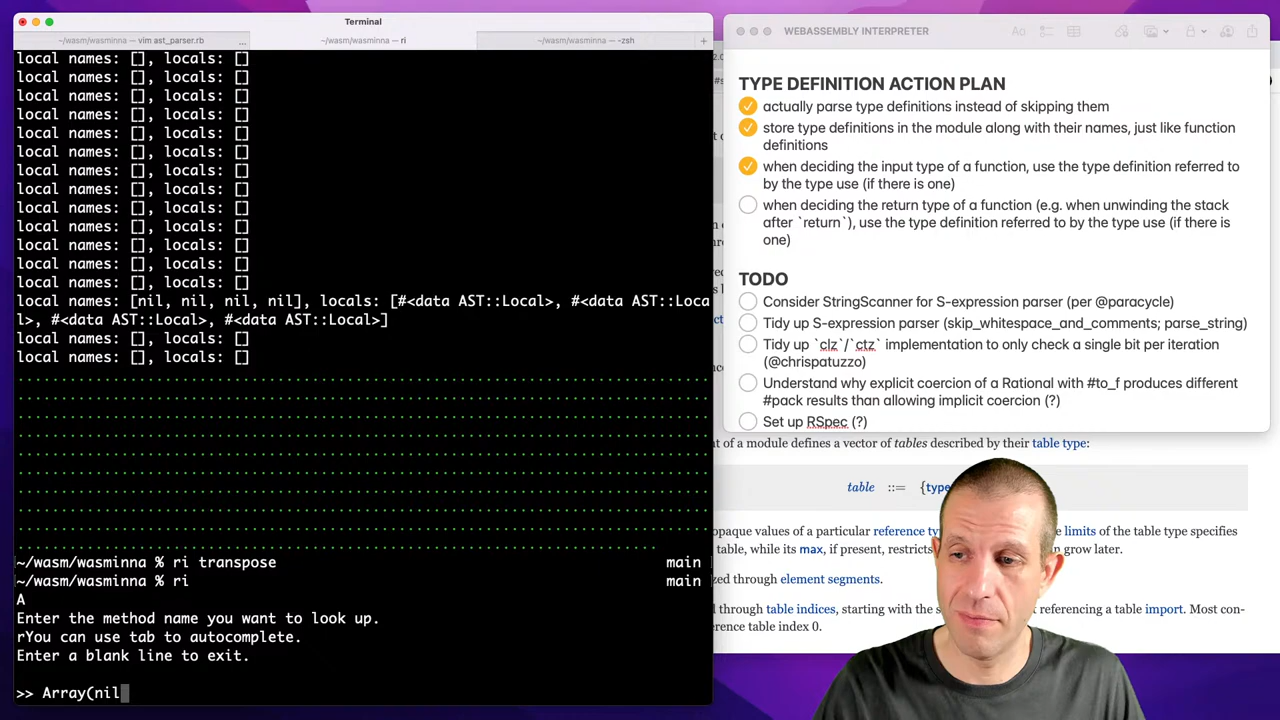 Terminal
~/wasm/wasminna — vim ast_parser.rb ...
~/wasm/wasminna — ri
~/wasm/wasminna — -zsh
+
local names: [], locals: []
local names: [], locals: []
local names: [], locals: []
local names: [], locals: []
local names: [], locals: []
local names: [], locals: []
local names: [], locals: []
local names: [], locals: []
local names: [], locals: []
local names: [], locals: []
local names: [], locals: []
local names: [], locals: []
local names: [], locals: []
local names: [nil, nil, nil, nil], locals: [#<data AST::Local>, #<data AST::Loca
l>, #<data AST::Local>, #<data AST::Local>]
local names: [], locals: []
local names: [], locals: []
~/wasm/wasminna % ri transpose main
~/wasm/wasminna % ri main
A
Enter the method name you want to look up.
rYou can use tab to autocomplete.
Enter a blank line to exit.
>> Array(nil
WEBASSEMBLY INTERPRETER
TYPE DEFINITION ACTION PLAN
actually parse type definitions instead of skipping them
store type definitions in the module along with their names, just like function
definitions
when deciding the input type of a function, use the type definition referred to
by the type use (if there is one)
when deciding the return type of a function (e.g. when unwinding the stack
after `return`), use the type definition referred to by the type use (if there is
one)
TODO
Consider StringScanner for S-expression parser (per @paracycle)
Tidy up S-expression parser (skip_whitespace_and_comments; parse_string)
Tidy up `clz`/`ctz` implementation to only check a single bit per iteration
(@chrispatuzzo)
Understand why explicit coercion of a Rational with #to_f produces different
#pack results than allowing implicit coercion (?)
Set up RSpec (?)
of a module defines a vector of tables described by their table type:
table ::= {type
opaque values of a particular reference limits of the table type specifies
table, while its max, if present, restricts grow later.
through element segments.
through table indices, starting with the referencing a table import. Most con-
reference table index 0.